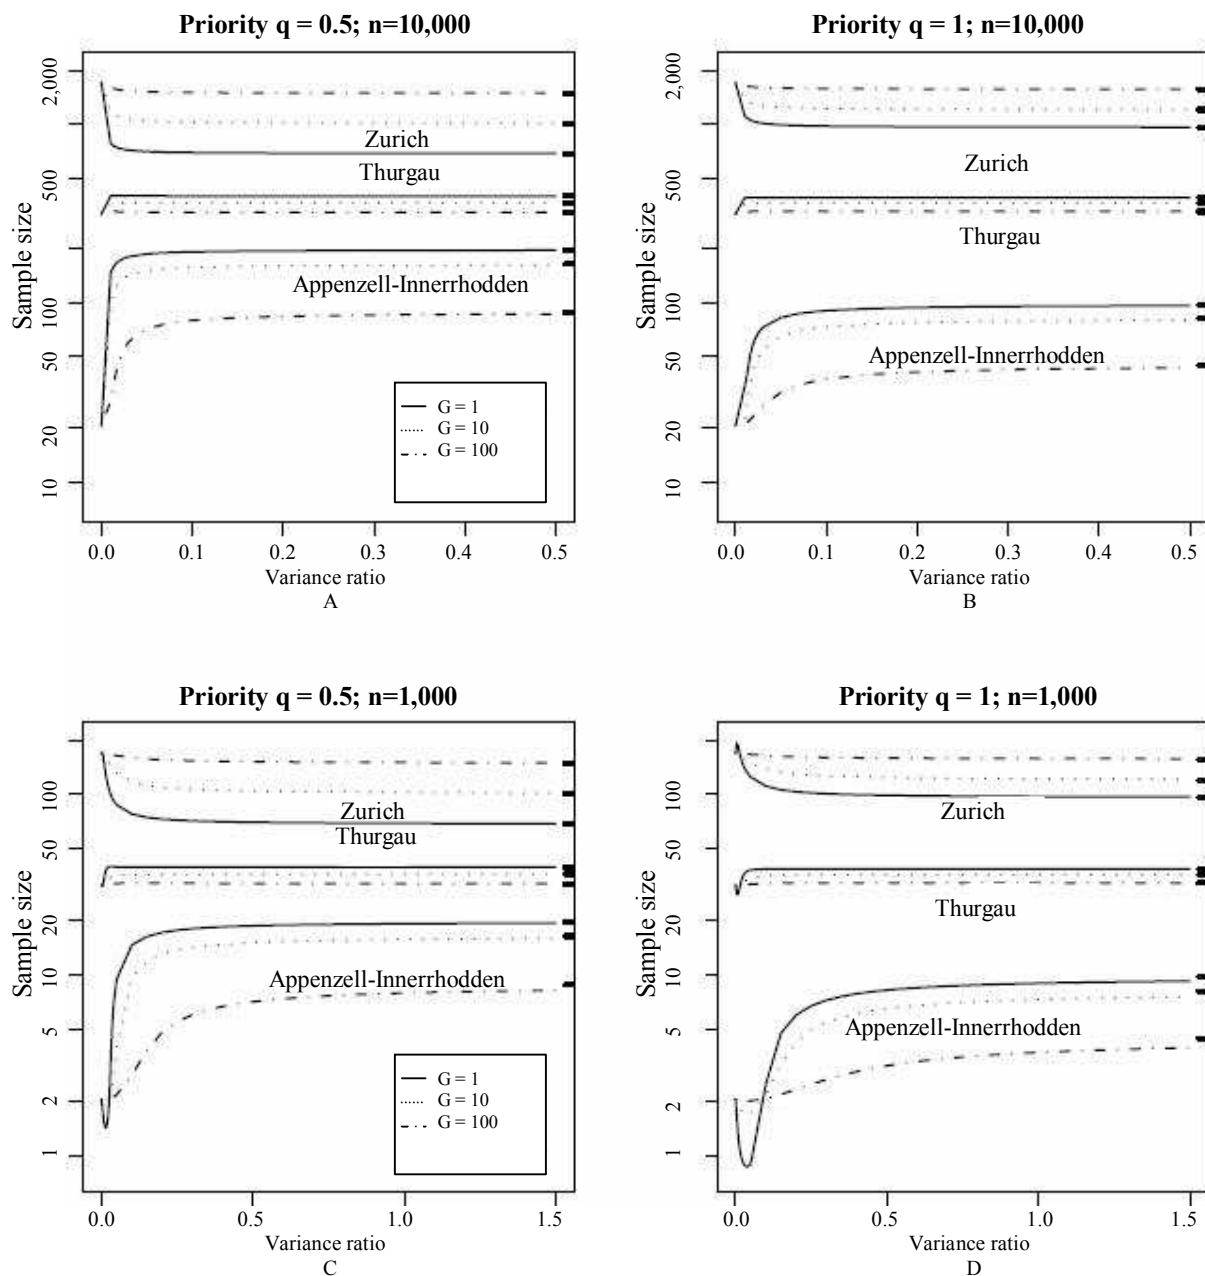 Priority q = 0.5; n=10,000
2,000
500
100
50
20
10
Sample size
Zurich
Thurgau
Appenzell-Innerrhodden
G = 1
G = 10
G = 100
0.0 0.1 0.2 0.3 0.4 0.5
Variance ratio
A
Priority q = 1; n=10,000
2,000
500
100
50
20
10
Sample size
Zurich
Thurgau
Appenzell-Innerrhodden
0.0 0.1 0.2 0.3 0.4 0.5
Variance ratio
B
Priority q = 0.5; n=1,000
100
50
20
10
5
2
1
Sample size
Zurich
Thurgau
Appenzell-Innerrhodden
G = 1
G = 10
G = 100
0.0 0.5 1.0 1.5
Variance ratio
C
Priority q = 1; n=1,000
100
50
20
10
5
2
1
Sample size
Zurich
Thurgau
Appenzell-Innerrhodden
0.0 0.5 1.0 1.5
Variance ratio
D